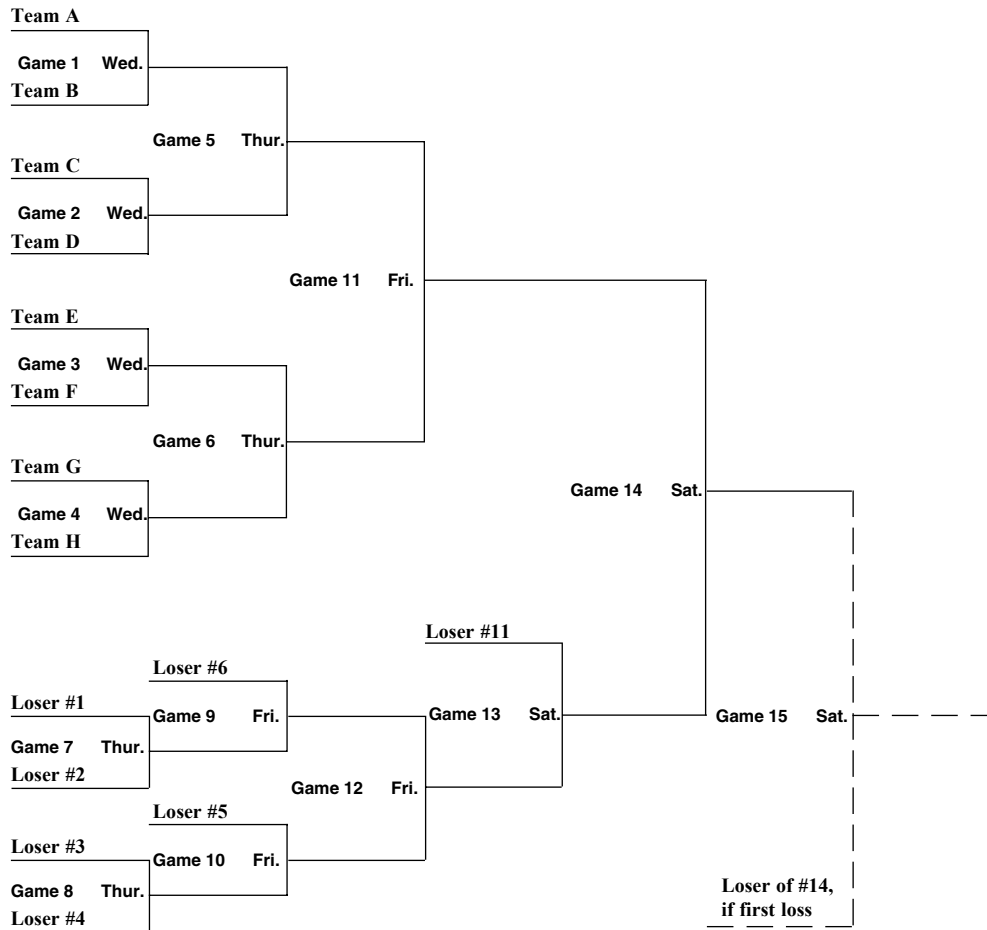 Team A
Game 1 Wed.
Team B
Game 5 Thur.
Team C
Game 2 Wed.
Team D
Game 11 Fri.
Team E
Game 3 Wed.
Team F
Game 6 Thur.
Team G
Game 4 Wed.
Team H
Game 14 Sat.
Loser #11
Loser #6
Loser #1
Game 9 Fri.
Game 13 Sat.
Game 15 Sat.
Game 7 Thur.
Loser #2
Game 12 Fri.
Loser #5
Loser #3
Game 10 Fri.
Game 8 Thur.
Loser #4
Loser of #14,
if first loss